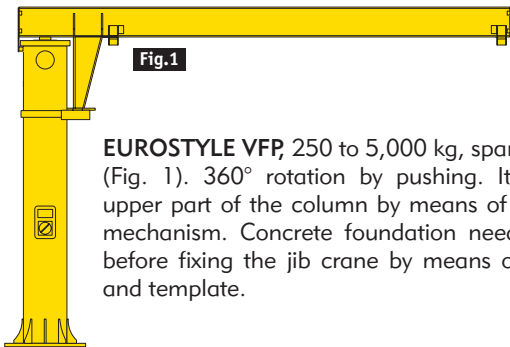 Fig.1
EUROSTYLE VFP, 250 to 5,000 kg, span
(Fig. 1). 360° rotation by pushing. It
upper part of the column by means of
mechanism. Concrete foundation need
before fixing the jib crane by means o
and template.